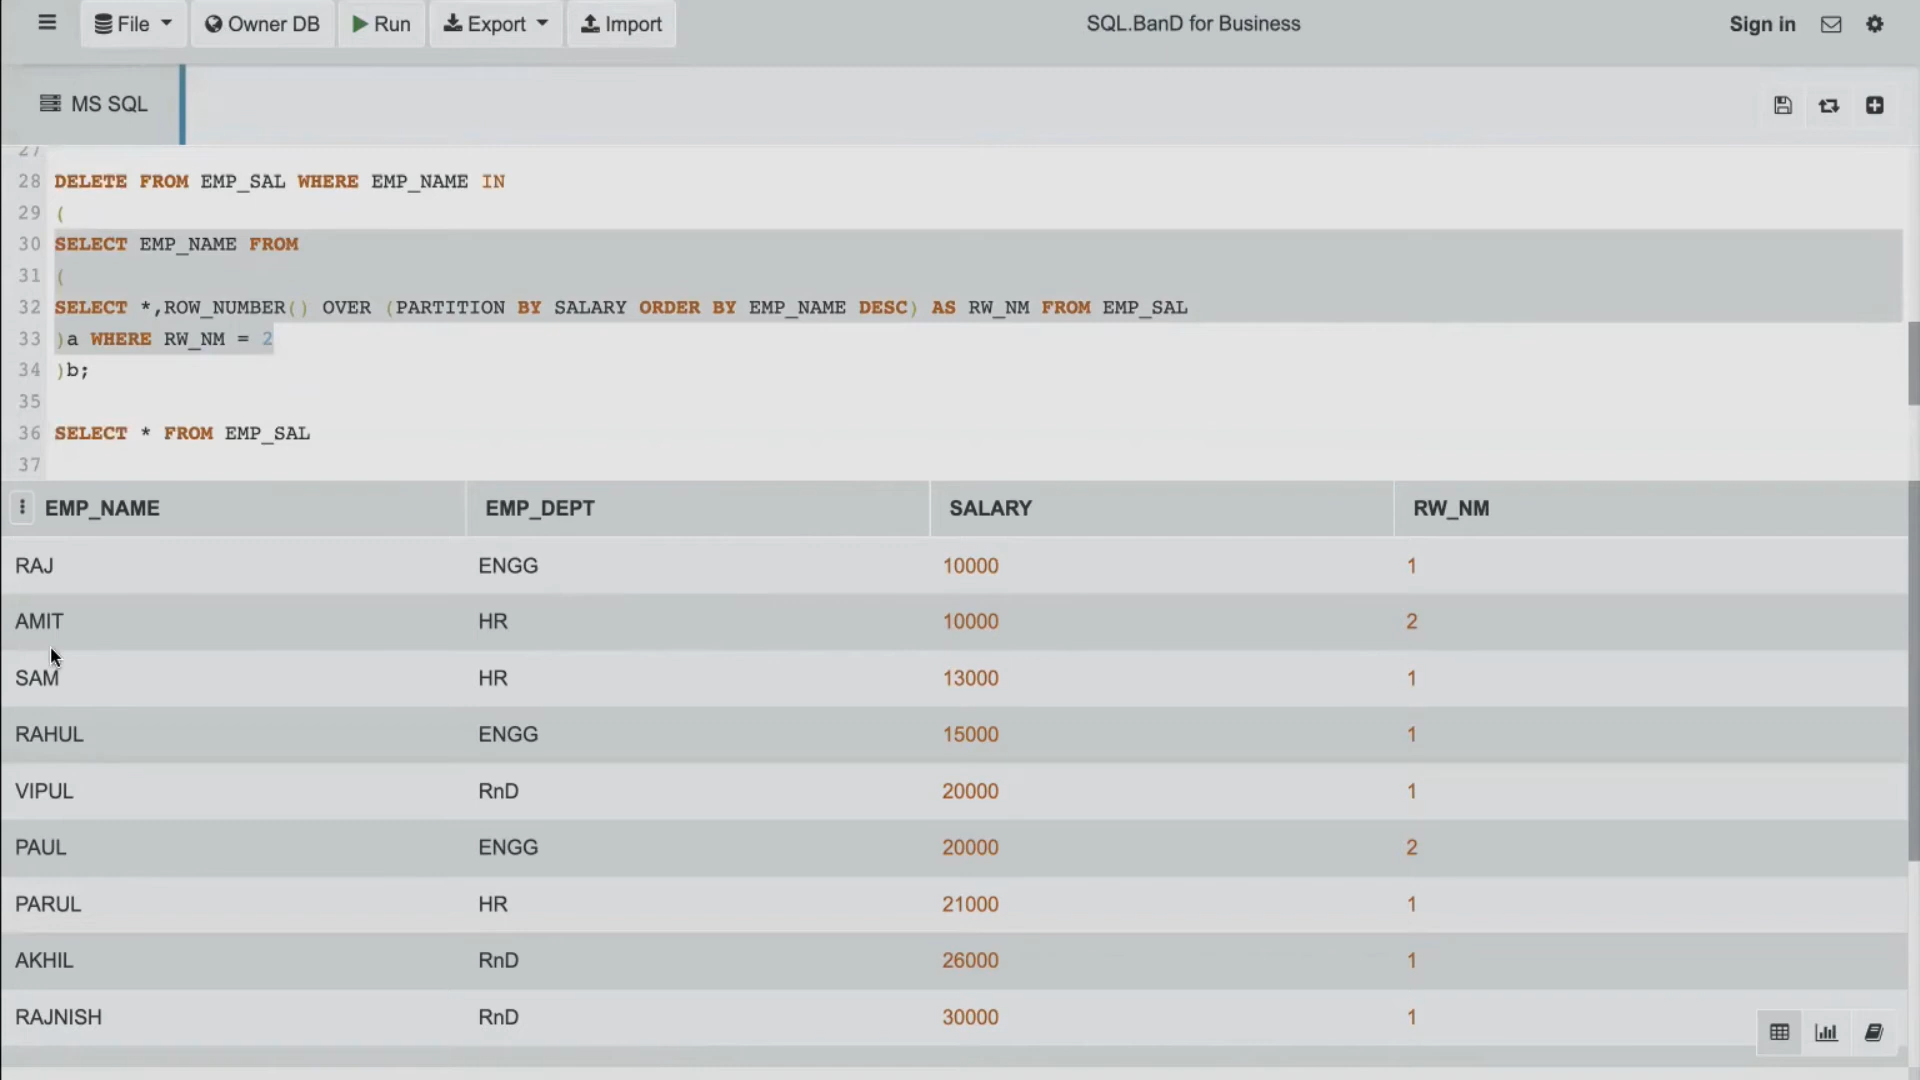 File Owner DB Run Export Import SQL.BanD for Business Sign in
MS SQL
27
28 DELETE FROM EMP_SAL WHERE EMP_NAME IN
29 (
30 SELECT EMP_NAME FROM
31 (
32 SELECT *,ROW_NUMBER() OVER (PARTITION BY SALARY ORDER BY EMP_NAME DESC) AS RW_NM FROM EMP_SAL
33 )a WHERE RW_NM = 2
34 )b;
35
36 SELECT * FROM EMP_SAL
37
EMP_NAME EMP_DEPT SALARY RW_NM
RAJ ENGG 10000 1
AMIT HR 10000 2
SAM HR 13000 1
RAHUL ENGG 15000 1
VIPUL RnD 20000 1
PAUL ENGG 20000 2
PARUL HR 21000 1
AKHIL RnD 26000 1
RAJNISH RnD 30000 1